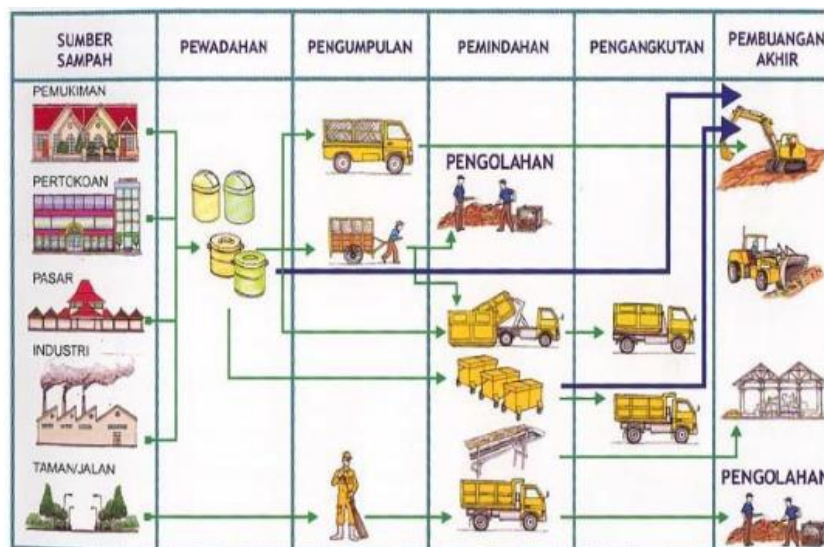 SUMBER
SAMPAH
PEWADAHAN
PENGUMPULAN
PEMINDAHAN
PENGANGKUTAN
PEMBUANGAN
AKHIR
PEMUKIMAN
PERTOKOAN
PASAR
INDUSTRI
TAMAN/JALAN
PENGOLAHAN
PENGOLAHAN